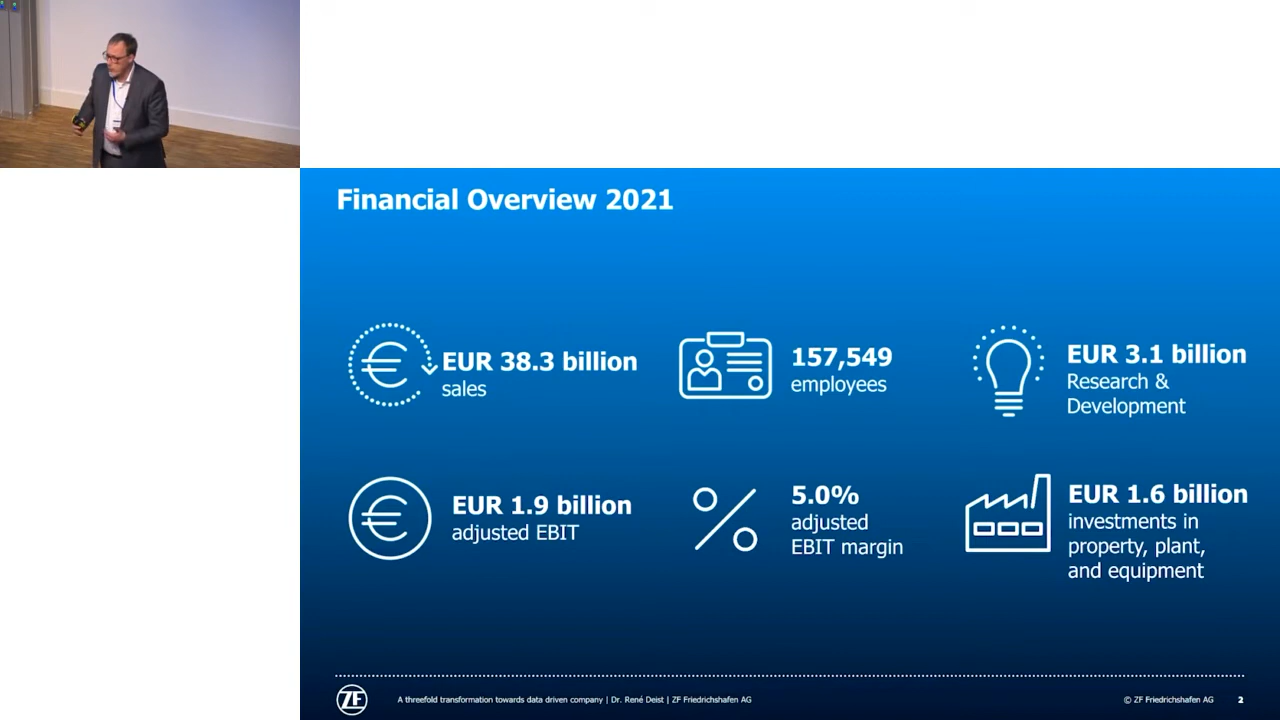 Financial Overview 2021
EUR 38.3 billion
sales
157,549
employees
EUR 3.1 billion
Research &
Development
EUR 1.9 billion
adjusted EBIT
5.0%
adjusted
EBIT margin
EUR 1.6 billion
investments in
property, plant,
and equipment
ZF
A threefold transformation towards data driven company | Dr. René Deist | ZF Friedrichshafen AG
© ZF Friedrichshafen AG
2